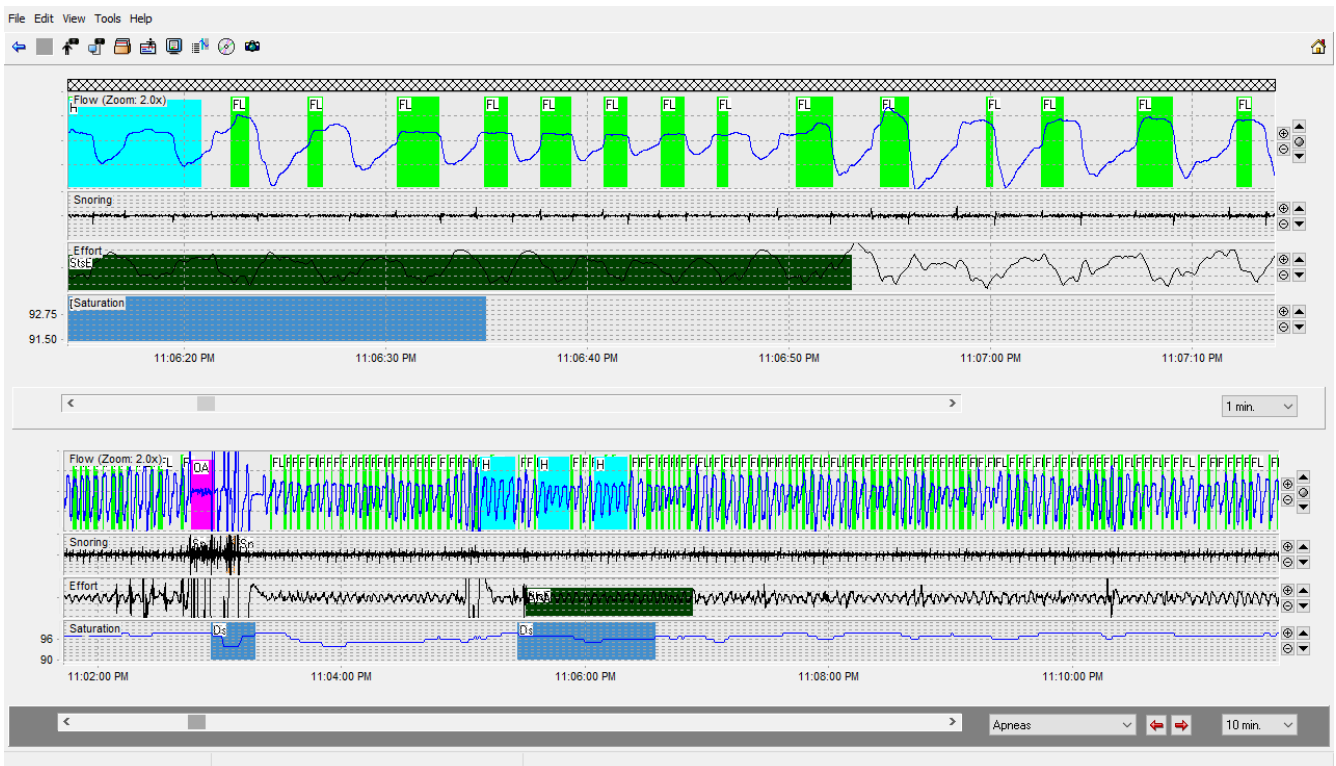 File Edit View Tools Help
Flow (Zoom: 2.0x)
H FL FL FL FL FL FL FL FL FL FL FL FL FL FL
Snoring
Effort
StsE
[Saturation
92.75
91.50
11:06:20 PM 11:06:30 PM 11:06:40 PM 11:06:50 PM 11:07:00 PM 11:07:10 PM
1 min.
Flow (Zoom: 2.0x)
OA H H H
Snoring
Sn
Effort
Saturation Ds Ds
96
90
11:02:00 PM 11:04:00 PM 11:06:00 PM 11:08:00 PM 11:10:00 PM
Apneas 10 min.